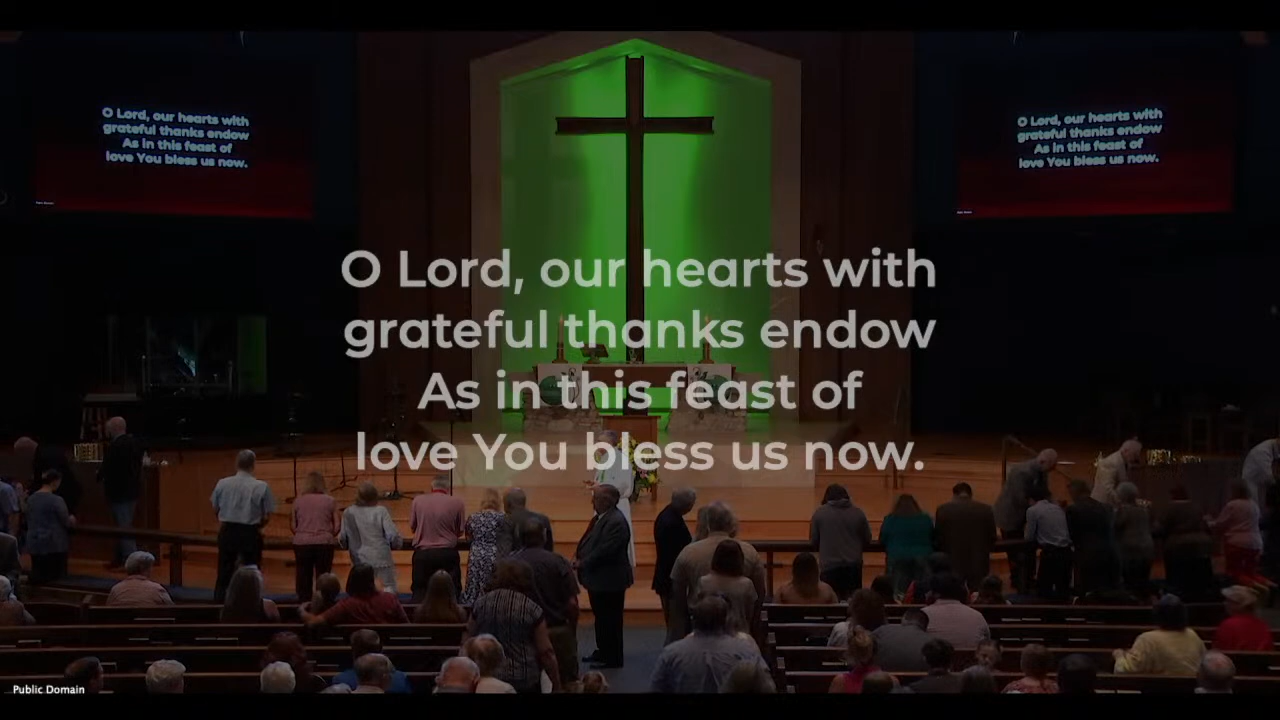 O Lord, our hearts with
grateful thanks endow
As in this feast of
love You bless us now.
O Lord, our hearts with
grateful thanks endow
As in this feast of
love You bless us now.
O Lord, our hearts with
grateful thanks endow
As in this feast of
love You bless us now.
Public Domain